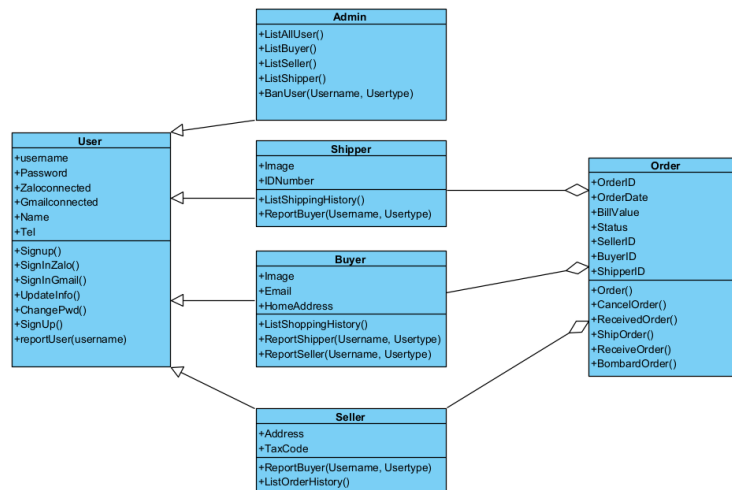 Admin
+ListAllUser()
+ListBuyer()
+ListSeller()
+ListShipper()
+BanUser(Username, Usertype)
User
+username
+Password
+Zaloconnected
+Gmailconnected
+Name
+Tel
+Signup()
+SignInZalo()
+SignInGmail()
+UpdateInfo()
+ChangePwd()
+SignUp()
+reportUser(username)
Shipper
+Image
+IDNumber
+ListShippingHistory()
+ReportBuyer(Username, Usertype)
Buyer
+Image
+Email
+HomeAddress
+ListShoppingHistory()
+ReportShipper(Username, Usertype)
+ReportSeller(Username, Usertype)
Seller
+Address
+TaxCode
+ReportBuyer(Username, Usertype)
+ListOrderHistory()
Order
+OrderID
+OrderDate
+BillValue
+Status
+SellerID
+BuyerID
+ShipperID
+Order()
+CancelOrder()
+ReceivedOrder()
+ShipOrder()
+ReceiveOrder()
+BombardOrder()